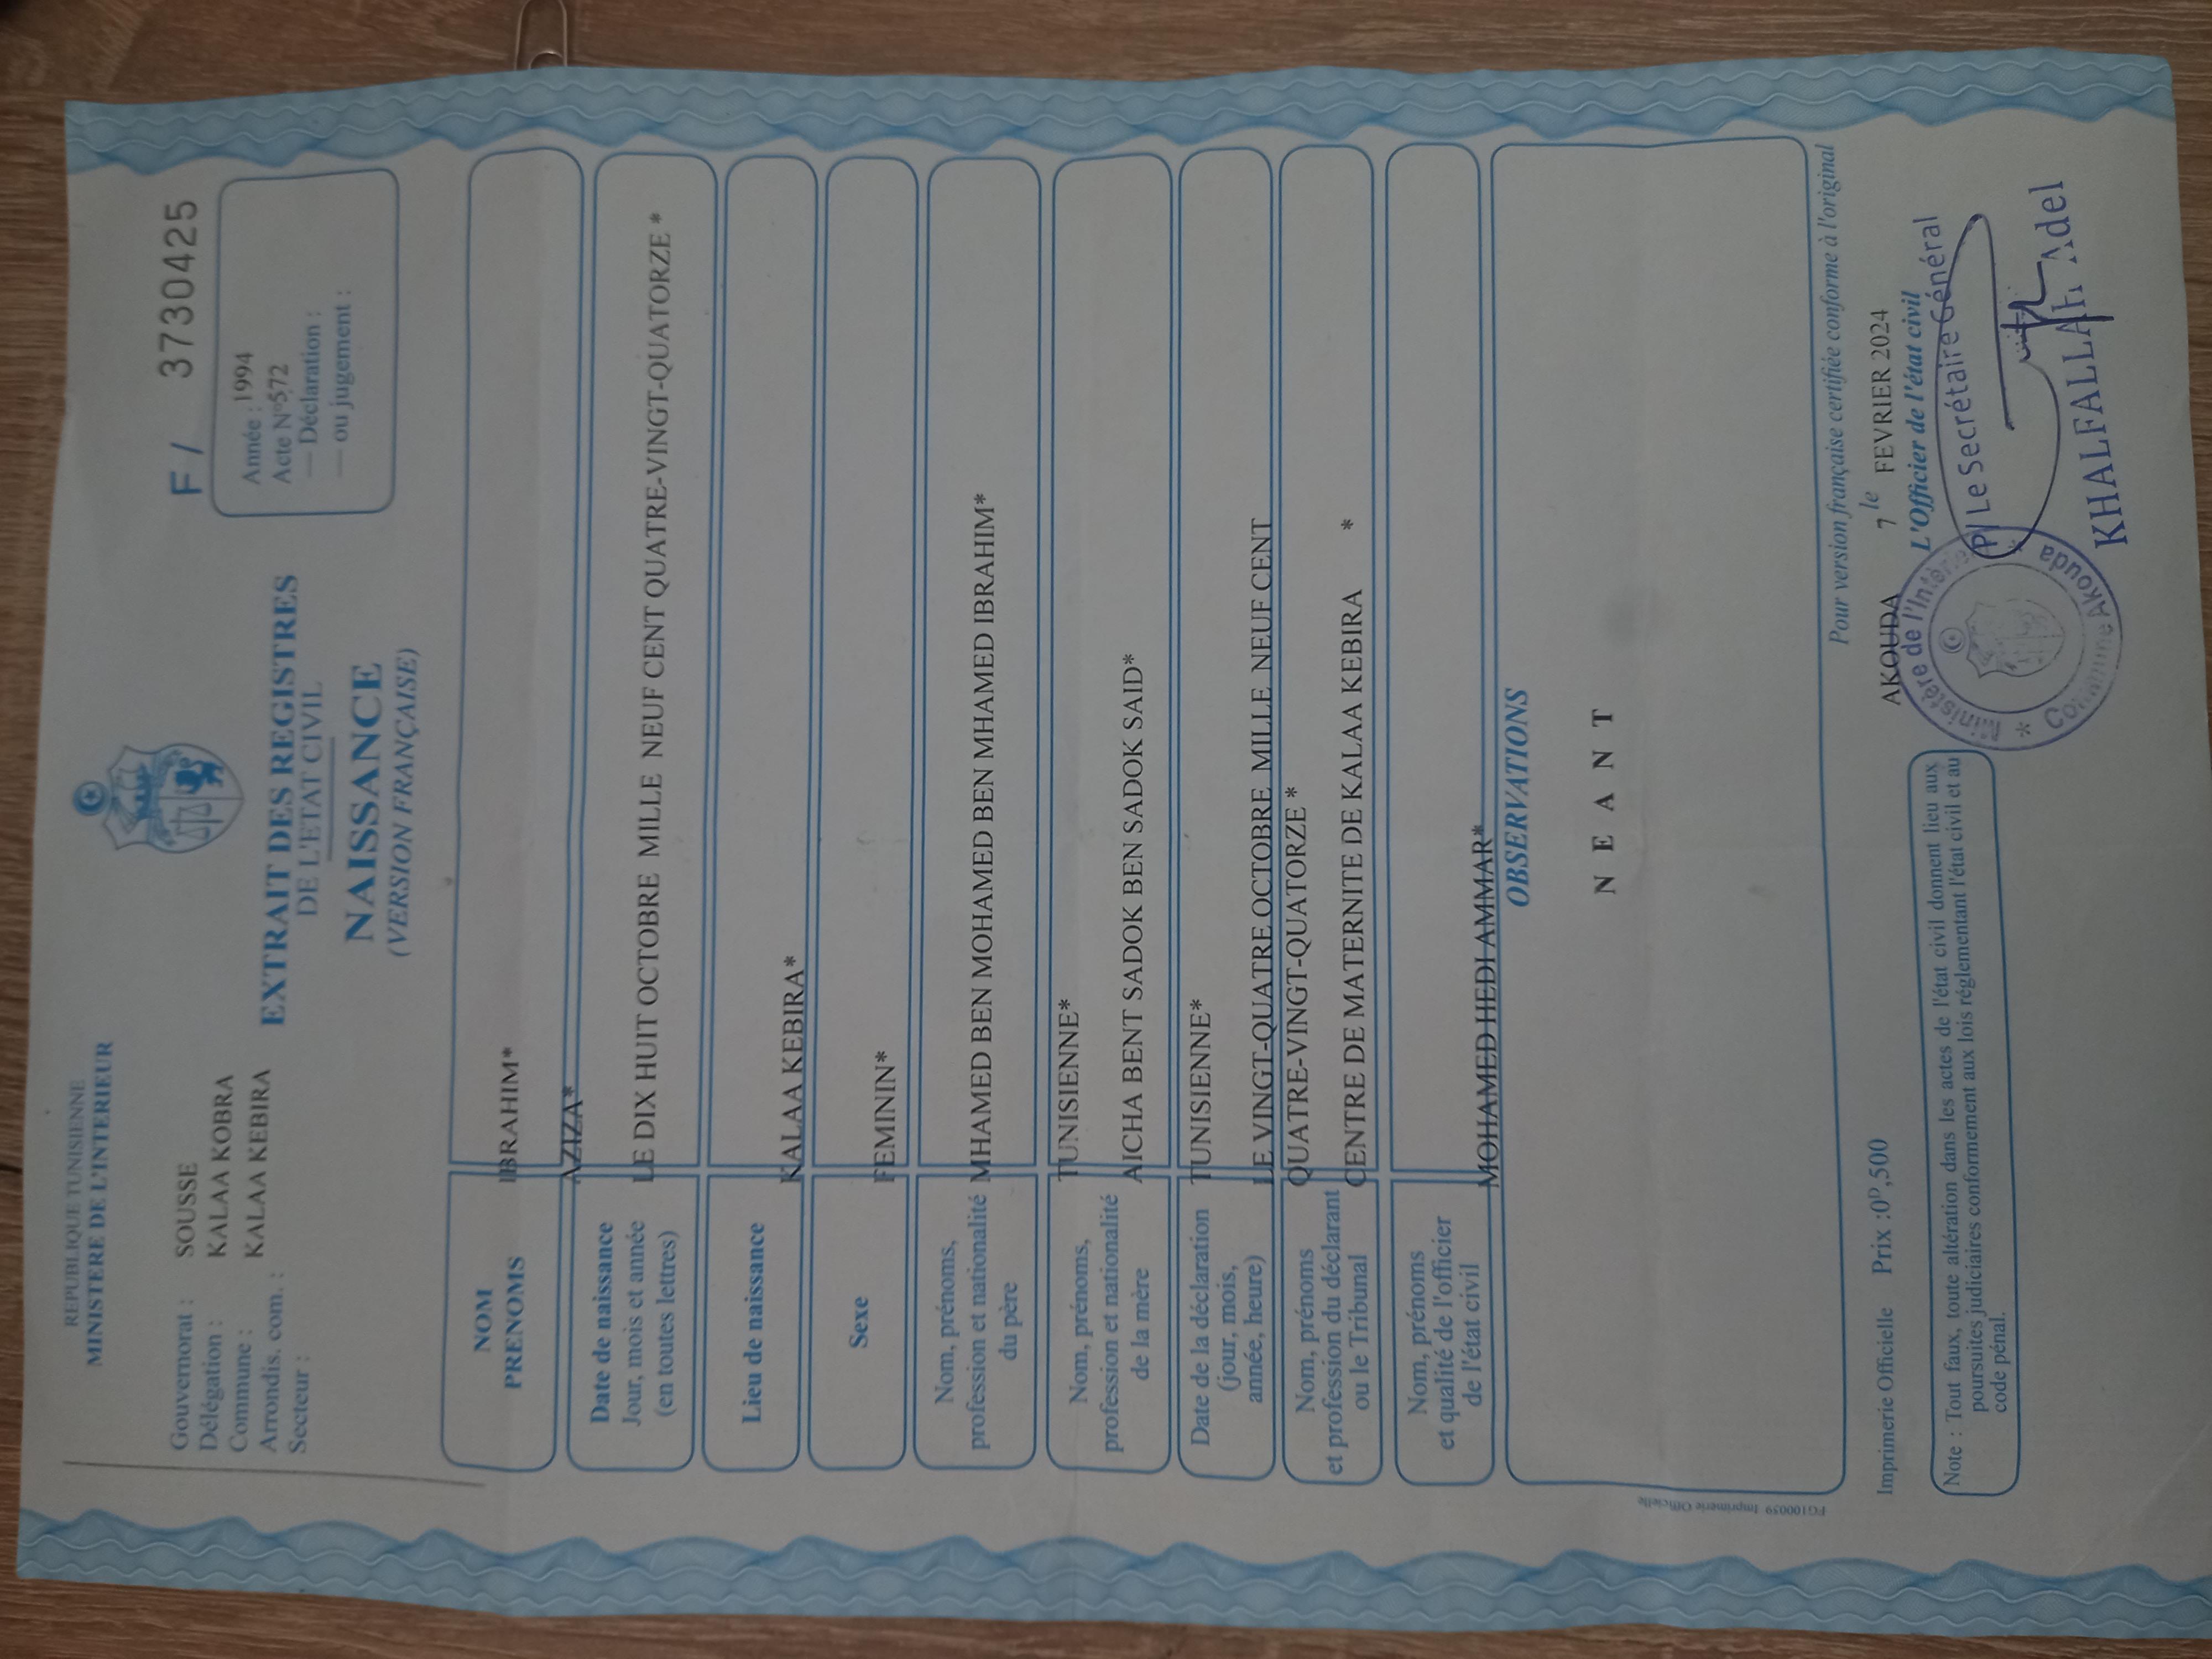 REPUBLIQUE TUNISIENNE
MINISTERE DE L'INTERIEUR
Gouvernorat : SOUSSE
Délégation : KALAA KOBRA
Commune : KALAA KEBIRA
Arrondis. com. :
Secteur :
EXTRAIT DES REGISTRES
DE L'ETAT CIVIL
NAISSANCE
(VERSION FRANÇAISE)
F / 3730425
Année : 1994
Acte N° 572
— Déclaration :
— ou jugement :
NOM IBRAHIM*
PRENOMS AZIZA*
Date de naissance
Jour, mois et année
(en toutes lettres)
LE DIX HUIT OCTOBRE MILLE NEUF CENT QUATRE-VINGT-QUATORZE *
Lieu de naissance
KALAA KEBIRA*
Sexe
FEMININ*
Nom, prénoms,
profession et nationalité
du père
MHAMED BEN MOHAMED BEN MHAMED IBRAHIM*
TUNISIENNE*
Nom, prénoms,
profession et nationalité
de la mère
AICHA BENT SADOK BEN SADOK SAID*
TUNISIENNE*
Date de la déclaration
(jour, mois,
année, heure)
LE VINGT-QUATRE OCTOBRE MILLE NEUF CENT
QUATRE-VINGT-QUATORZE *
Nom, prénoms
et profession du déclarant
ou le Tribunal
CENTRE DE MATERNITE DE KALAA KEBIRA *
Nom, prénoms
et qualité de l'officier
de l'état civil
MOHAMED HEDI AMMAR*
OBSERVATIONS
N E A N T
FG100059 Imprimerie Officielle
Pour version française certifiée conforme à l'original
AKOUDA 7 le FEVRIER 2024
L'Officier de l'état civil
P/ Le Secrétaire Général
KHALFALLAH Adel
Ministère de l'Intérie
* Commune Akouda *
Imprimerie Officielle Prix :0D,500
Note : Tout faux, toute altération dans les actes de l'état civil donnent lieu aux
poursuites judiciaires conformement aux lois réglementant l'état civil et au
code pénal.